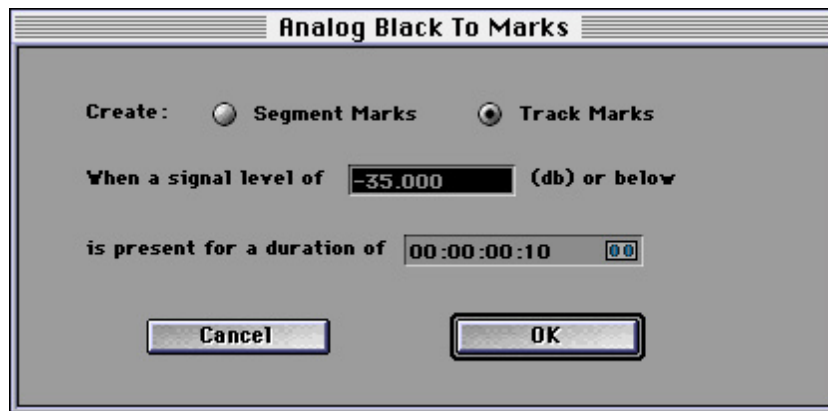 Analog Black To Marks
Create: Segment Marks Track Marks
When a signal level of -35.000 (db) or below
is present for a duration of 00:00:00:10 00
Cancel OK